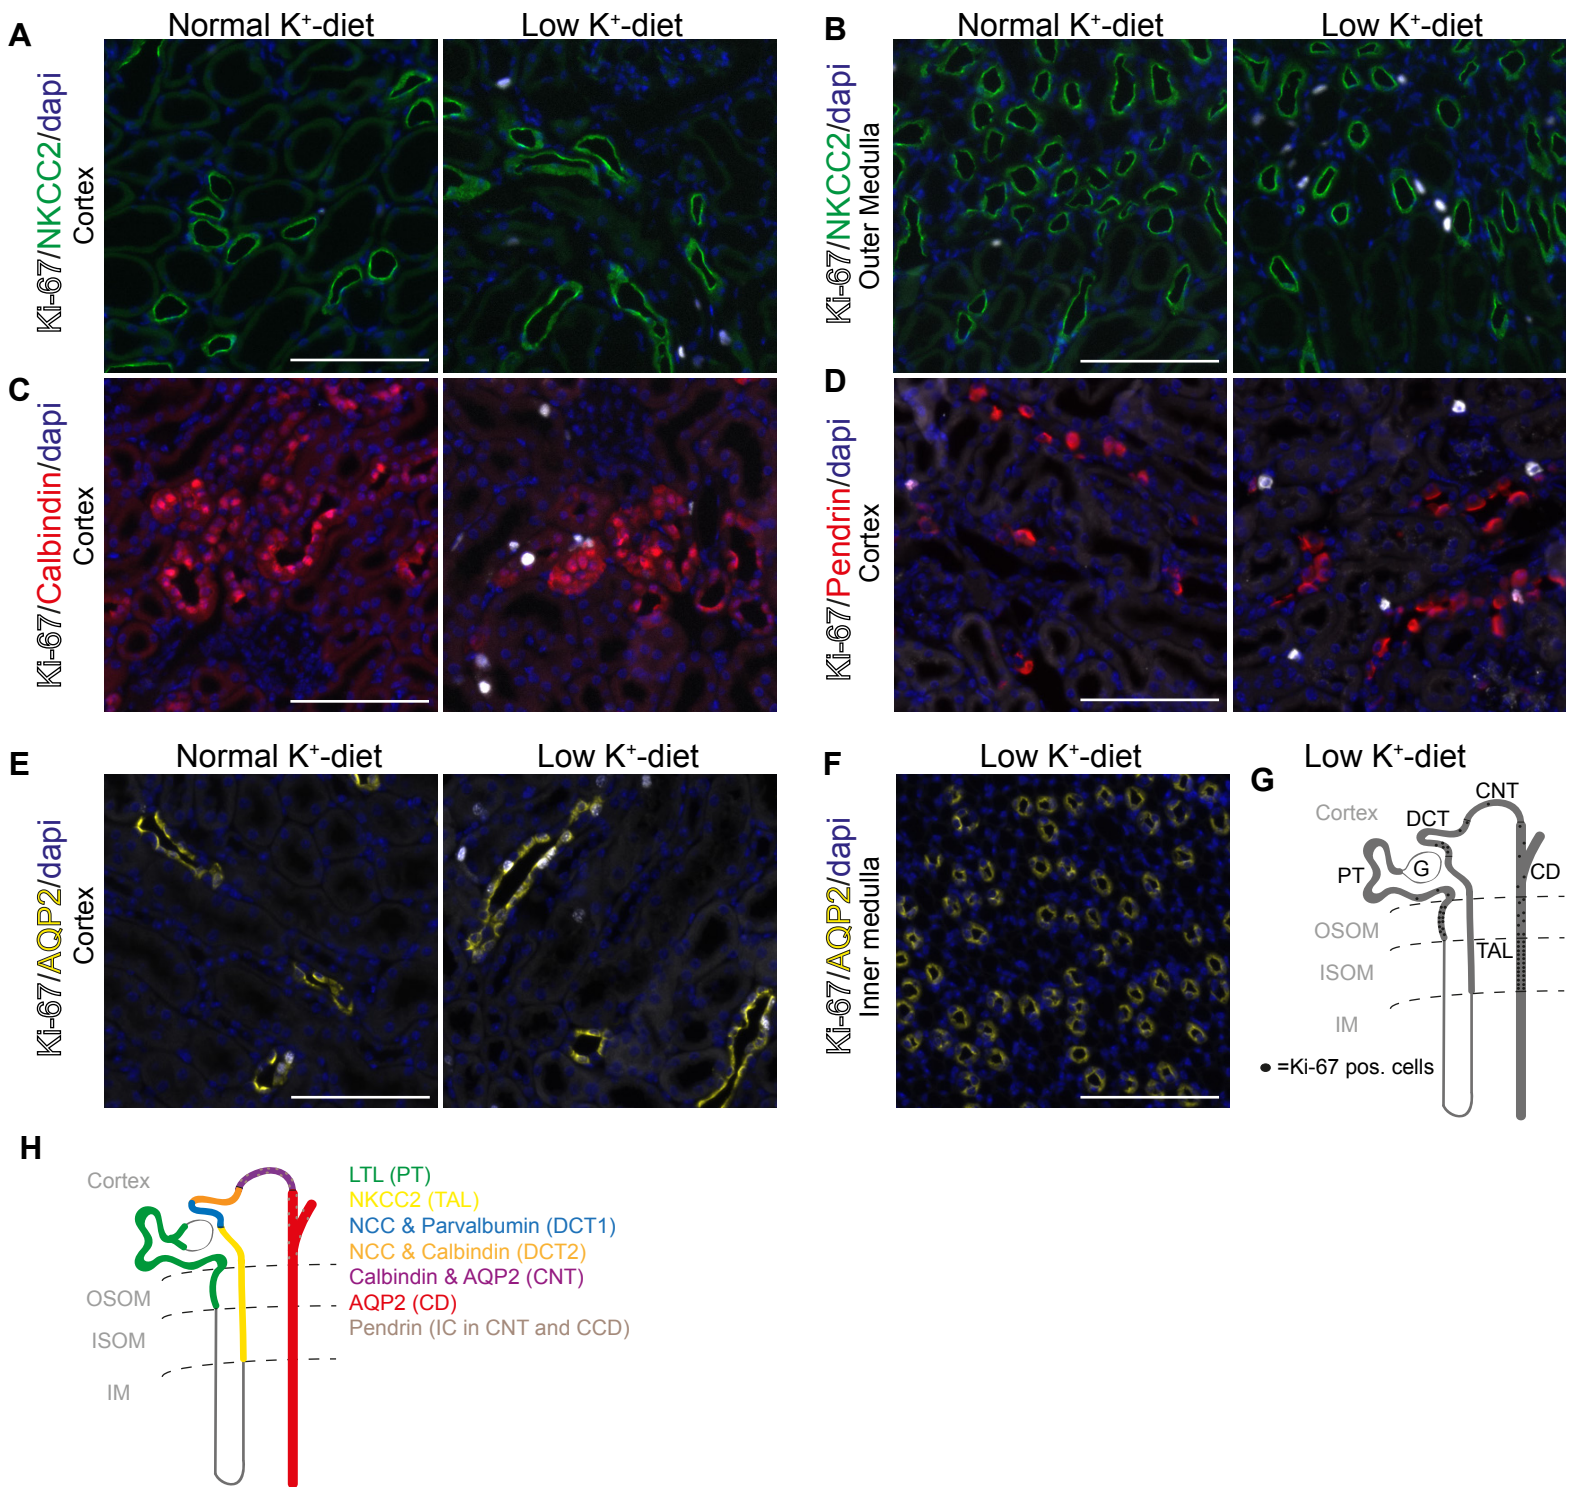 A
Normal K⁺-diet
Low K⁺-diet
Ki-67/NKCC2/dapi
Cortex
B
Normal K⁺-diet
Low K⁺-diet
Ki-67/NKCC2/dapi
Outer Medulla
C
Ki-67/Calbindin/dapi
Cortex
D
Ki-67/Pendrin/dapi
Cortex
E
Normal K⁺-diet
Low K⁺-diet
Ki-67/AQP2/dapi
Cortex
F
Low K⁺-diet
Ki-67/AQP2/dapi
Inner medulla
G
Low K⁺-diet
CNT
Cortex
DCT
G
PT
CD
OSOM
TAL
ISOM
IM
=Ki-67 pos. cells
H
Cortex
OSOM
ISOM
IM
LTL (PT)
NKCC2 (TAL)
NCC & Parvalbumin (DCT1)
NCC & Calbindin (DCT2)
Calbindin & AQP2 (CNT)
AQP2 (CD)
Pendrin (IC in CNT and CCD)